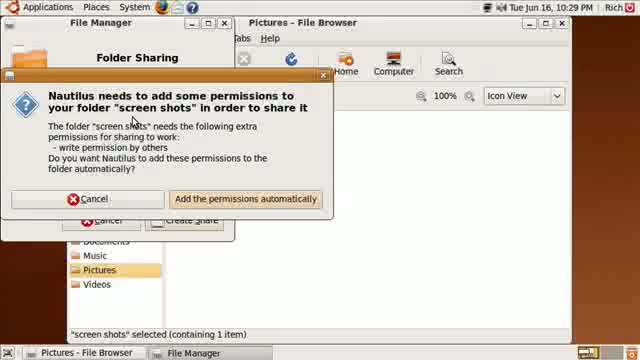 Applications Places System
Tue Jun 16, 10:29 PM Rich
File Manager
Pictures - File Browser
Folder Sharing
Tabs Help
Home Computer Search
100% Icon View
Nautilus needs to add some permissions to
your folder "screen shots" in order to share it
The folder "screen shots" needs the following extra
permissions for sharing to work:
- write permission by others
Do you want Nautilus to add these permissions to the
folder automatically?
Cancel Add the permissions automatically
Cancel Create Share
Documents
Music
Pictures
Videos
"screen shots" selected (containing 1 item)
Pictures - File Browser File Manager